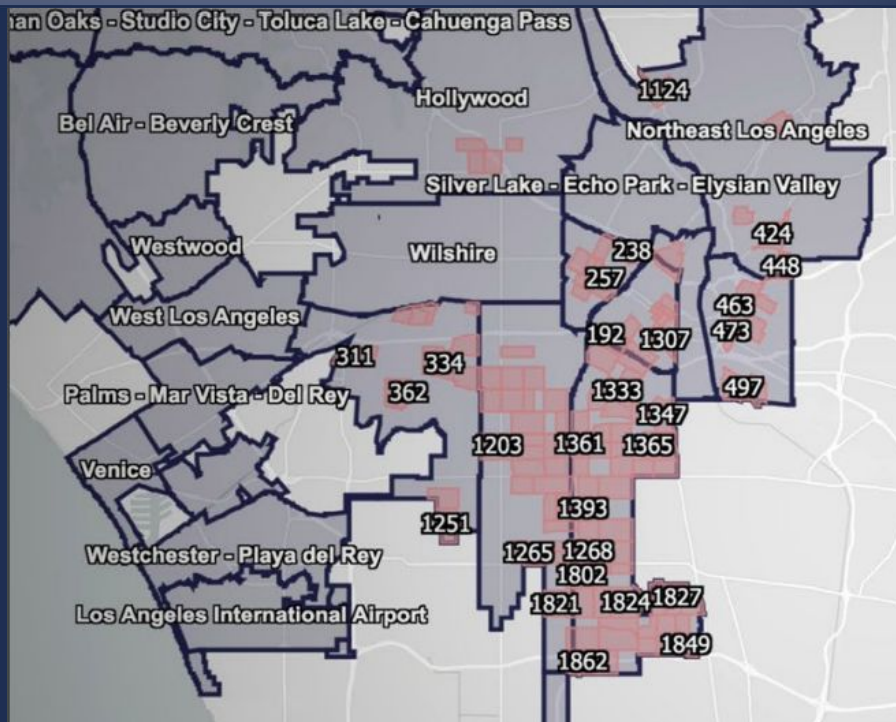 an Oaks - Studio City - Toluca Lake - Cahuenga Pass
1124
Hollywood
Bel Air - Beverly Crest
Northeast Los Angeles
Silver Lake - Echo Park - Elysian Valley
424
Westwood
Wilshire
238
448
257
463
West Los Angeles
192
1307
473
311
334
497
Palms - Mar Vista - Del Rey
362
1333
1347
1203
1361
1365
Venice
1393
1251
Westchester - Playa del Rey
1265
1268
1802
1821
1824
1827
Los Angeles International Airport
1849
1862